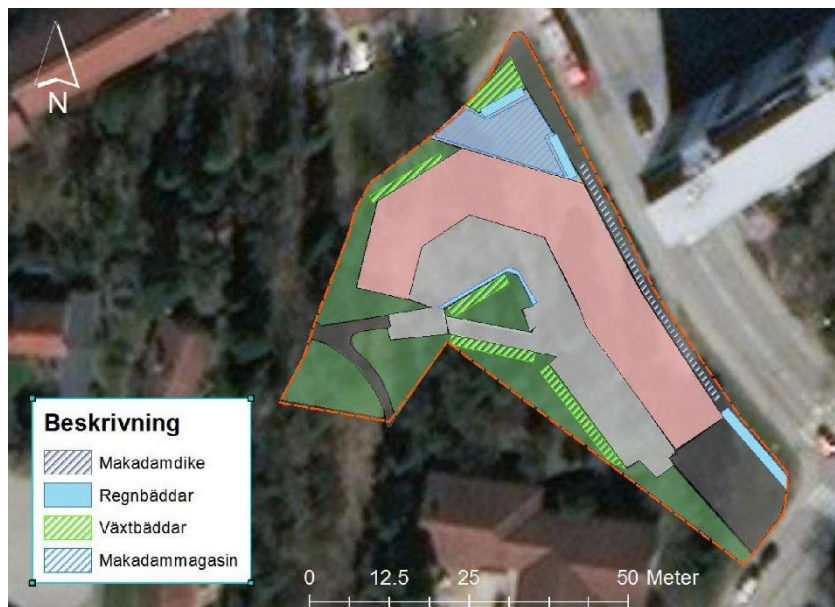 N
Beskrivning
Makadamdike
Regnbäddar
Växtbäddar
Makadammagasin
0 12.5 25 50 Meter